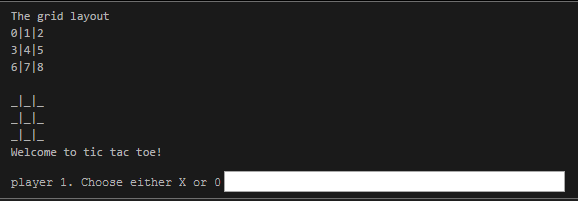 The grid layout
0|1|2
3|4|5
6|7|8
_|_|_
_|_|_
_|_|_
Welcome to tic tac toe!
player 1. Choose either X or O